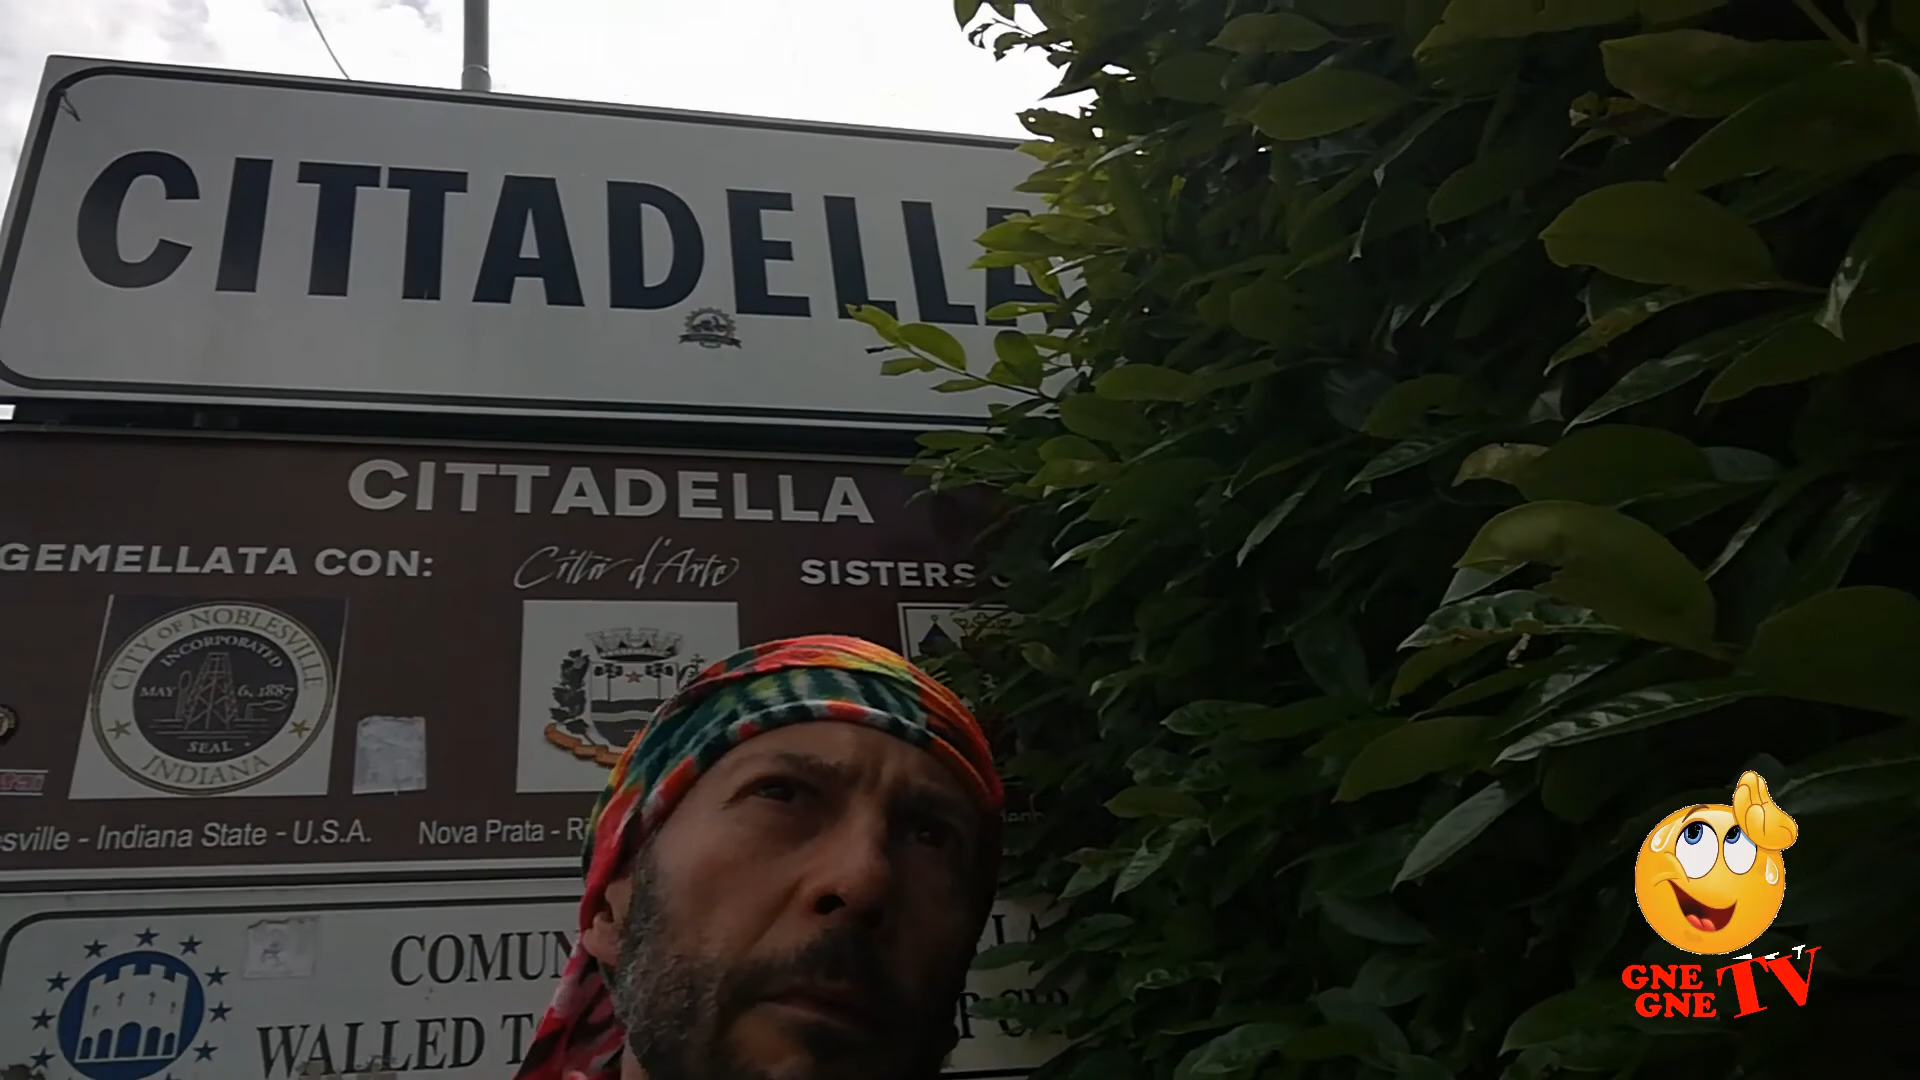 CITTADELLA
CITTADELLA
GEMELLATA CON:
Città d'Arte
SISTERS
CITY OF NOBLESVILLE
INCORPORATED
MAY 6, 1887
SEAL
INDIANA
sville - Indiana State - U.S.A.
Nova Prata - R
COMUN
WALLED T
GNE
GNE
TV